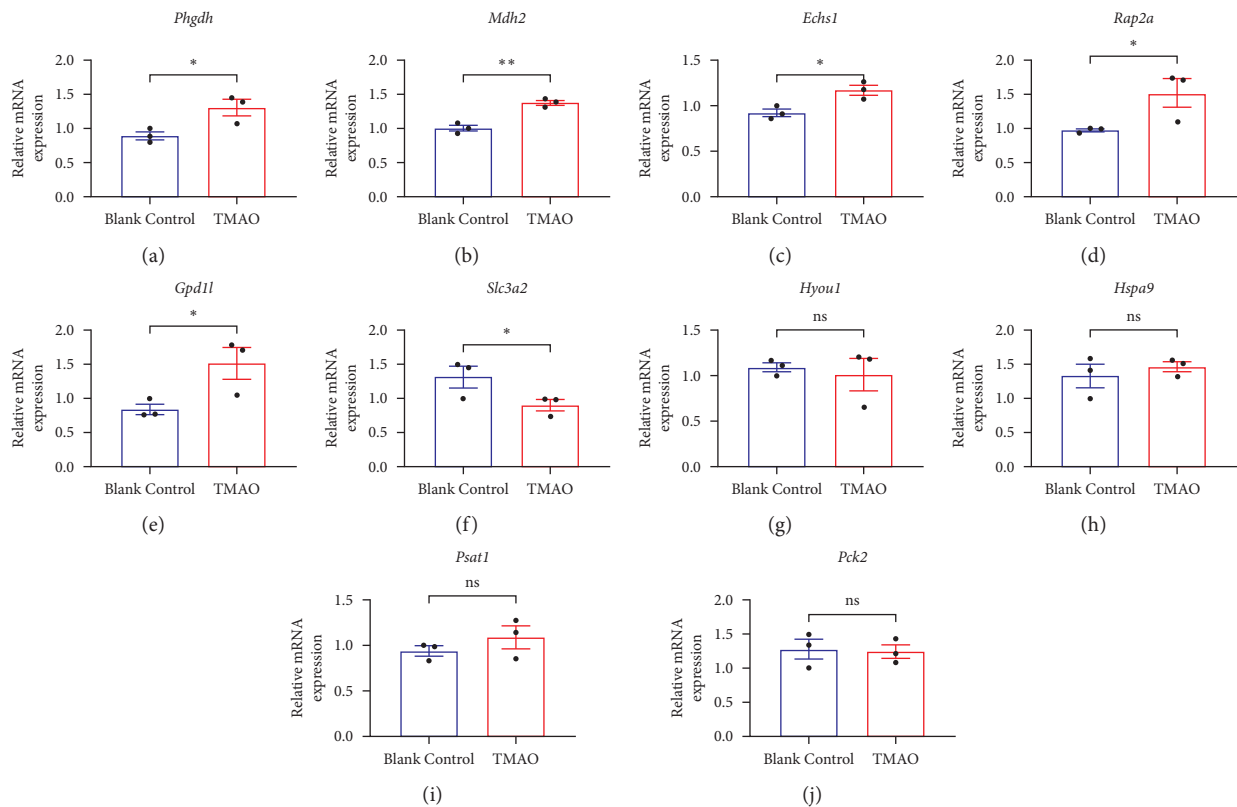 Phgdh
*
Relative mRNA
expression
2.0
1.5
1.0
0.5
0.0
Blank Control TMAO
(a)
Mdh2
**
Relative mRNA
expression
2.0
1.5
1.0
0.5
0.0
Blank Control TMAO
(b)
Echs1
*
Relative mRNA
expression
1.5
1.0
0.5
0.0
Blank Control TMAO
(c)
Rap2a
*
Relative mRNA
expression
2.0
1.5
1.0
0.5
0.0
Blank Control TMAO
(d)
Gpd1l
*
Relative mRNA
expression
2.0
1.5
1.0
0.5
0.0
Blank Control TMAO
(e)
Slc3a2
*
Relative mRNA
expression
2.0
1.5
1.0
0.5
0.0
Blank Control TMAO
(f)
Hyou1
ns
Relative mRNA
expression
1.5
1.0
0.5
0.0
Blank Control TMAO
(g)
Hspa9
ns
Relative mRNA
expression
2.0
1.5
1.0
0.5
0.0
Blank Control TMAO
(h)
Psat1
ns
Relative mRNA
expression
1.5
1.0
0.5
0.0
Blank Control TMAO
(i)
Pck2
ns
Relative mRNA
expression
2.0
1.5
1.0
0.5
0.0
Blank Control TMAO
(j)